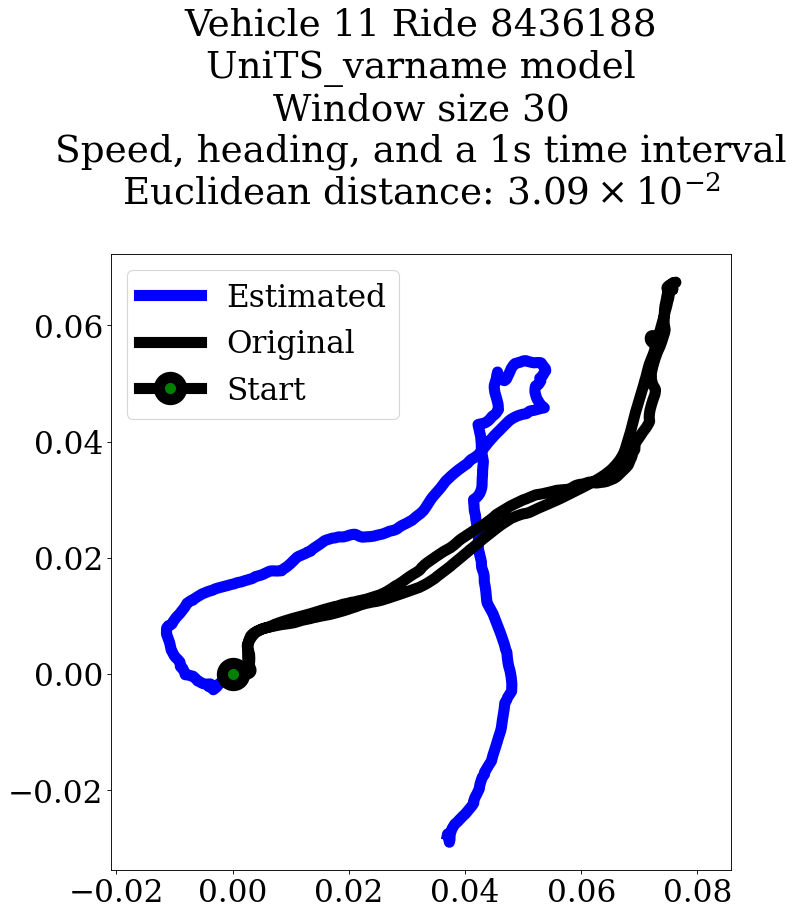 Vehicle 11 Ride 8436188
UniTS_varname model
Window size 30
Speed, heading, and a 1s time interval
Euclidean distance: 3.09 × 10⁻²
Estimated
Original
Start
0.06
0.04
0.02
0.00
−0.02
−0.02 0.00 0.02 0.04 0.06 0.08